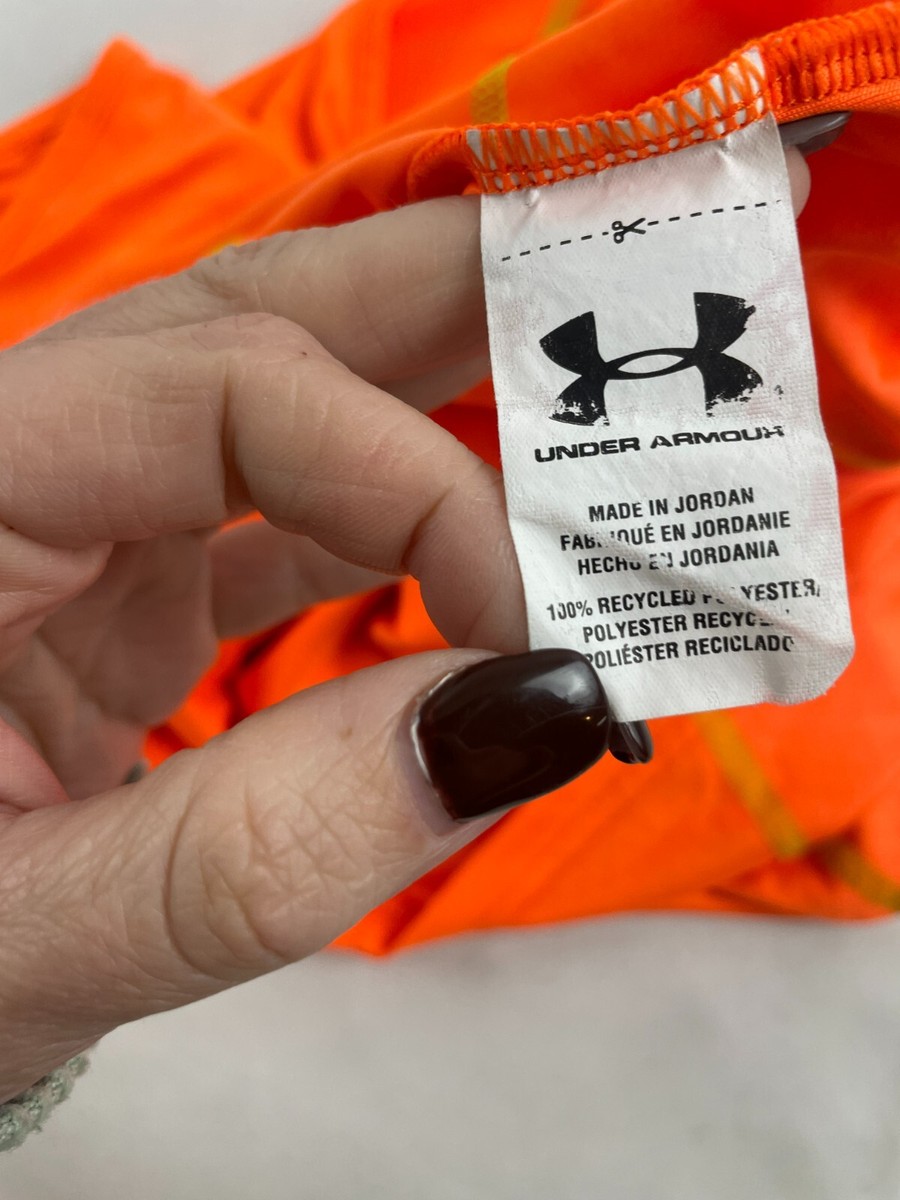 UNDER ARMOUR
MADE IN JORDAN
FABRIQUÉ EN JORDANIE
HECHO EN JORDANIA
100% RECYCLED POLYESTER/
POLYESTER RECYCLÉ/
POLIÉSTER RECICLADO